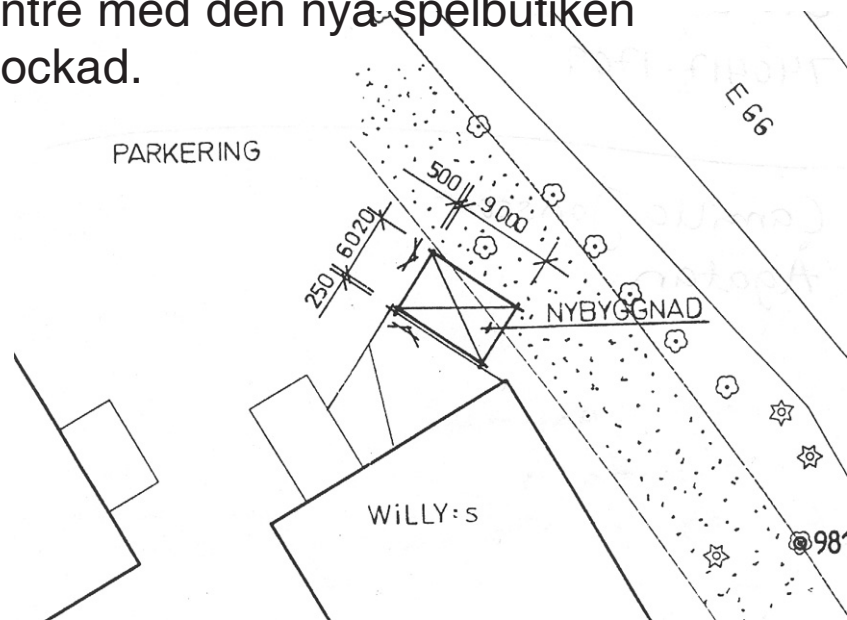 ntre med den nya spelbutiken
ockad.
E 66
PARKERING
500
9 000
6020
250
NYBYGGNAD
WiLLY:s
98